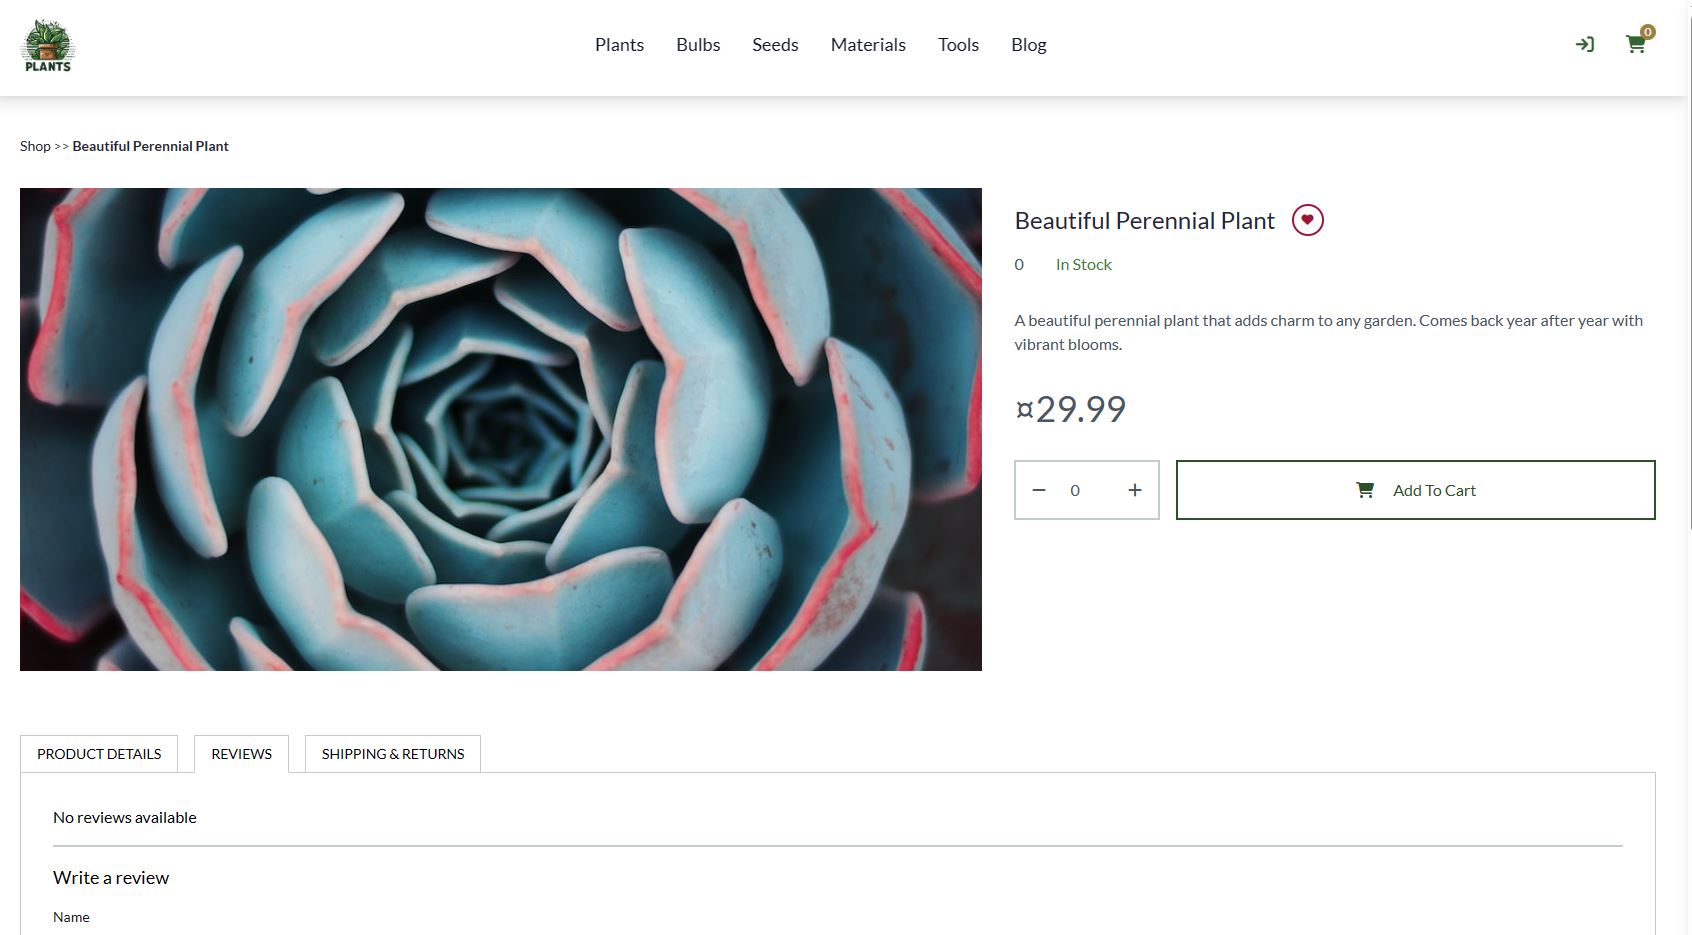 PLANTS
Plants Bulbs Seeds Materials Tools Blog
0
Shop >> Beautiful Perennial Plant
Beautiful Perennial Plant
0 In Stock
A beautiful perennial plant that adds charm to any garden. Comes back year after year with
vibrant blooms.
¤29.99
− 0 +
Add To Cart
PRODUCT DETAILS REVIEWS SHIPPING & RETURNS
No reviews available
Write a review
Name